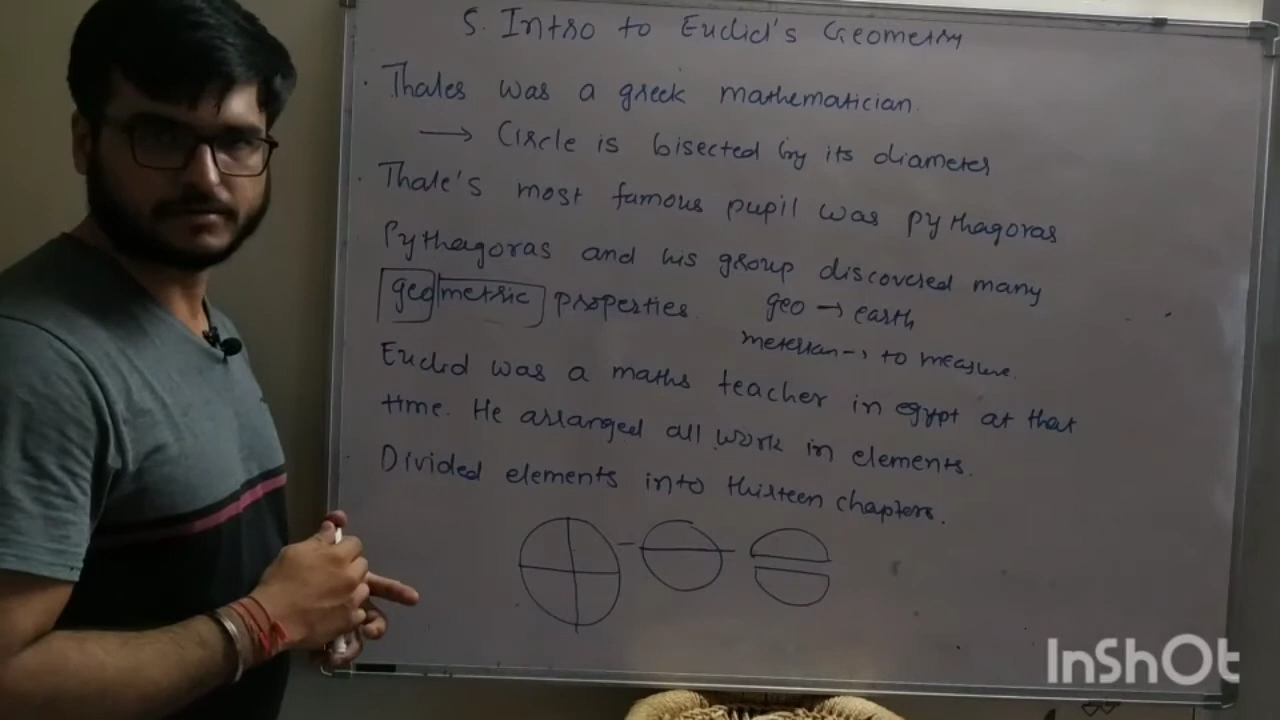 5. Intro to Euclid's Geometry
· Thales was a greek mathematician.
→ Circle is bisected by its diameter
· Thale's most famous pupil was pythagoras
Pythagoras and his group discovered many
geometric properties.
geo → earth
meterian → to measure.
Euclid was a maths teacher in egypt at that
time. He arranged all work in elements.
· Divided elements into thirteen chapters.
InShOt